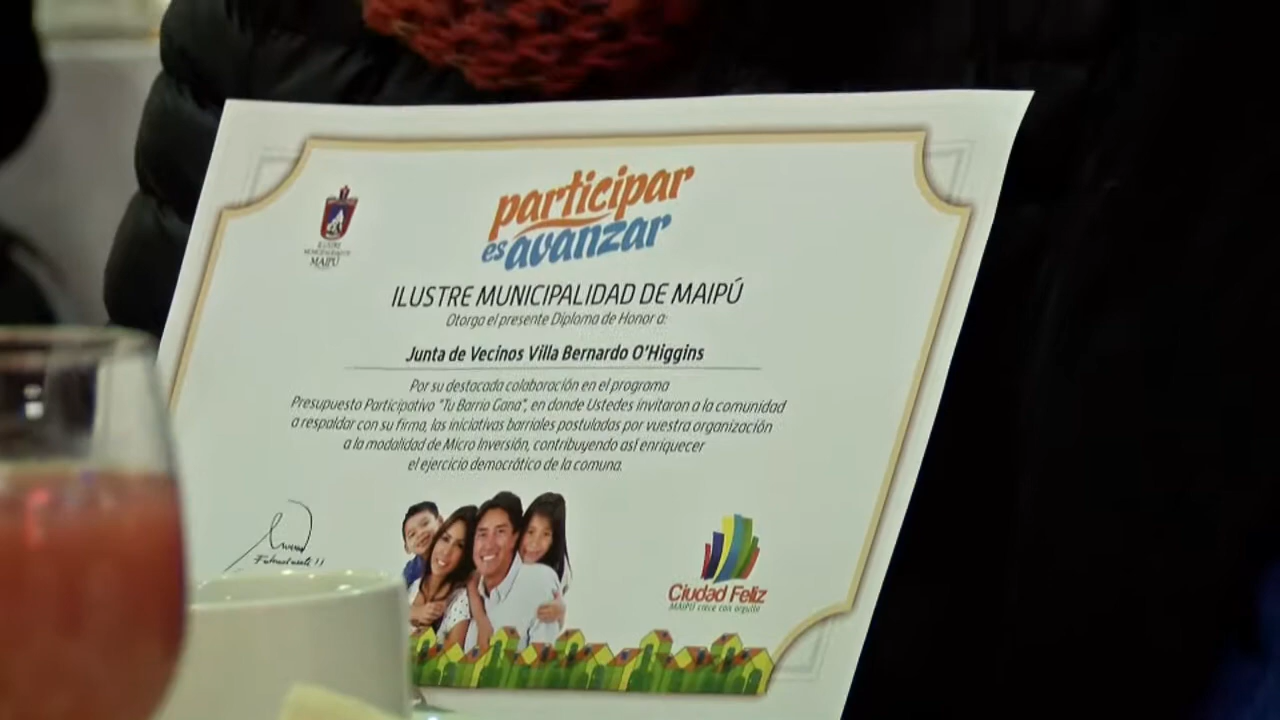 participar
es avanzar
ILUSTRE
MAIPÚ
ILUSTRE MUNICIPALIDAD DE MAIPÚ
Otorga el presente Diploma de Honor a:
Junta de Vecinos Villa Bernardo O'Higgins
Por su destacada colaboración en el programa
Presupuesto Participativo "Tu Barrio Gana", en donde Ustedes invitaron a la comunidad
a respaldar con su firma, las iniciativas barriales postuladas por vuestra organización
a la modalidad de Micro Inversión, contribuyendo así enriquecer
el ejercicio democrático de la comuna.
Ciudad Feliz
MAIPÚ crece con orgullo